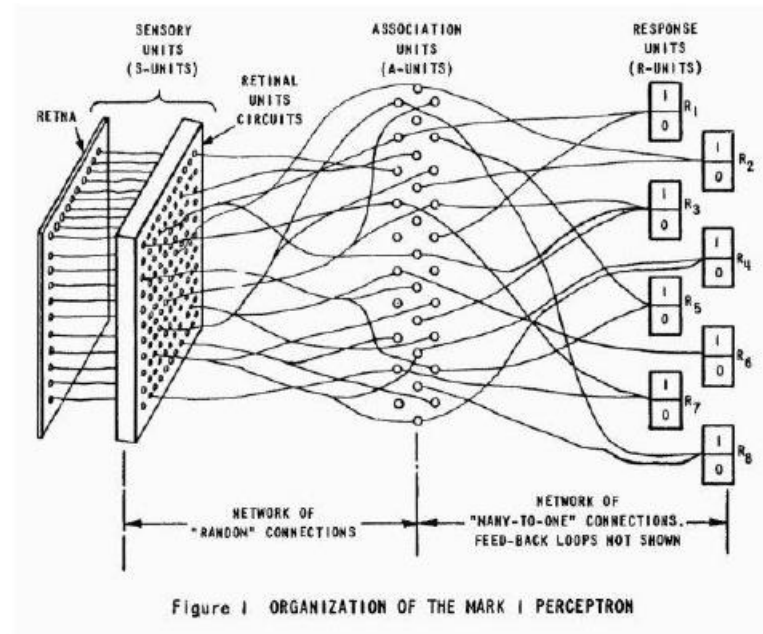 SENSORY
UNITS
(S-UNITS)
ASSOCIATION
UNITS
(A-UNITS)
RESPONSE
UNITS
(R-UNITS)
RETINAL
UNITS
CIRCUITS
RETNA
1
0
R1
1
0
R2
1
0
R3
1
0
R4
1
0
R5
1
0
R6
1
0
R7
1
0
R8
NETWORK OF
"RANDOM" CONNECTIONS
NETWORK OF
"MANY-TO-ONE" CONNECTIONS.
FEED-BACK LOOPS NOT SHOWN
Figure 1 ORGANIZATION OF THE MARK I PERCEPTRON